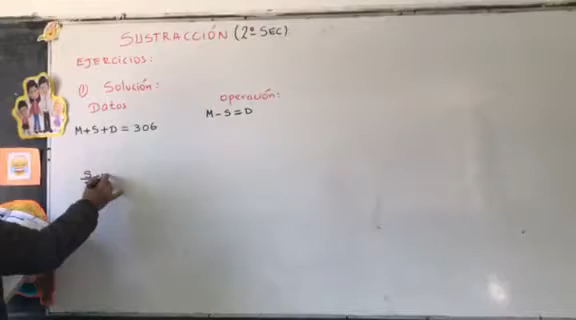 SUSTRACCIÓN (2º SEC)
EJERCICIOS:
① Solución:
Datos
M+S+D = 306
operación:
M-S=D
S